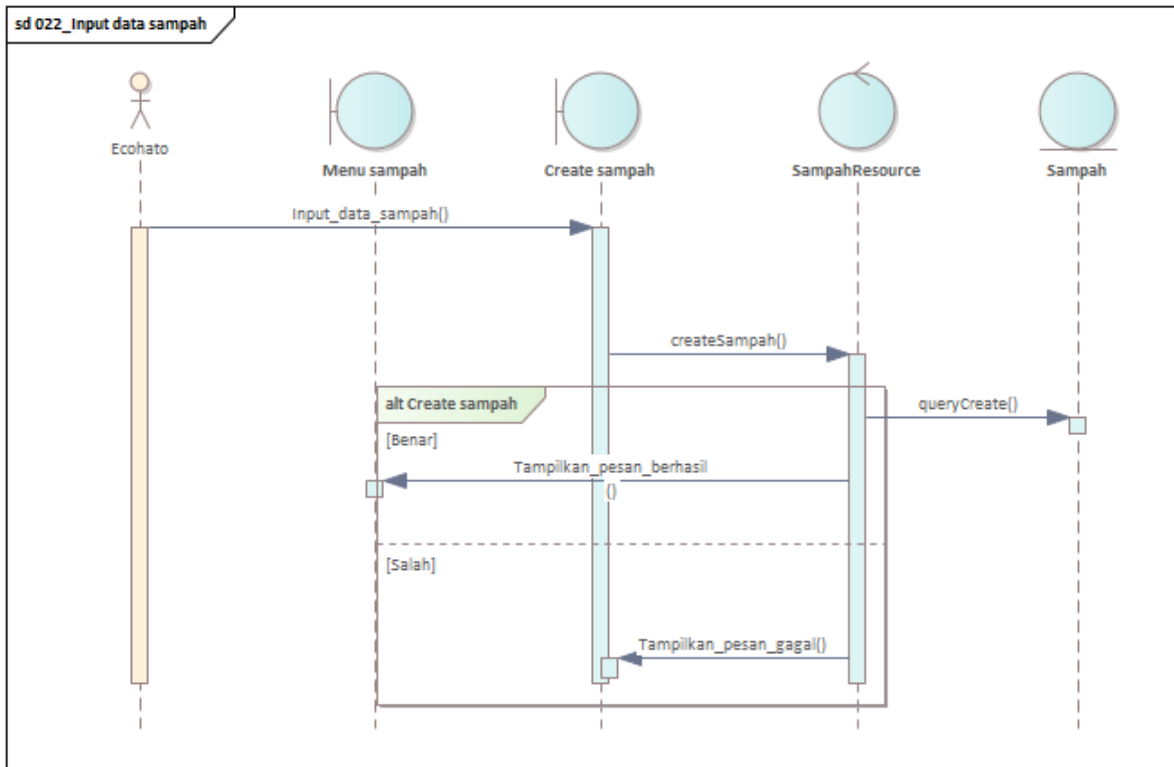 sd 022_Input data sampah
Ecohato
Menu sampah
Create sampah
SampahResource
Sampah
Input_data_sampah()
createSampah()
alt Create sampah
queryCreate()
[Benar]
Tampilkan_pesan_berhasil
()
[Salah]
Tampilkan_pesan_gagal()